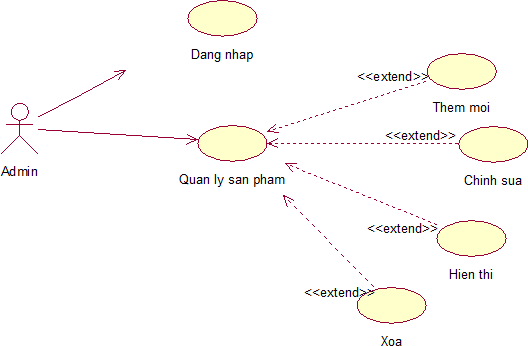 Dang nhap
<<extend>>
Them moi
<<extend>>
Admin
Quan ly san pham
Chinh sua
<<extend>>
Hien thi
<<extend>>
Xoa